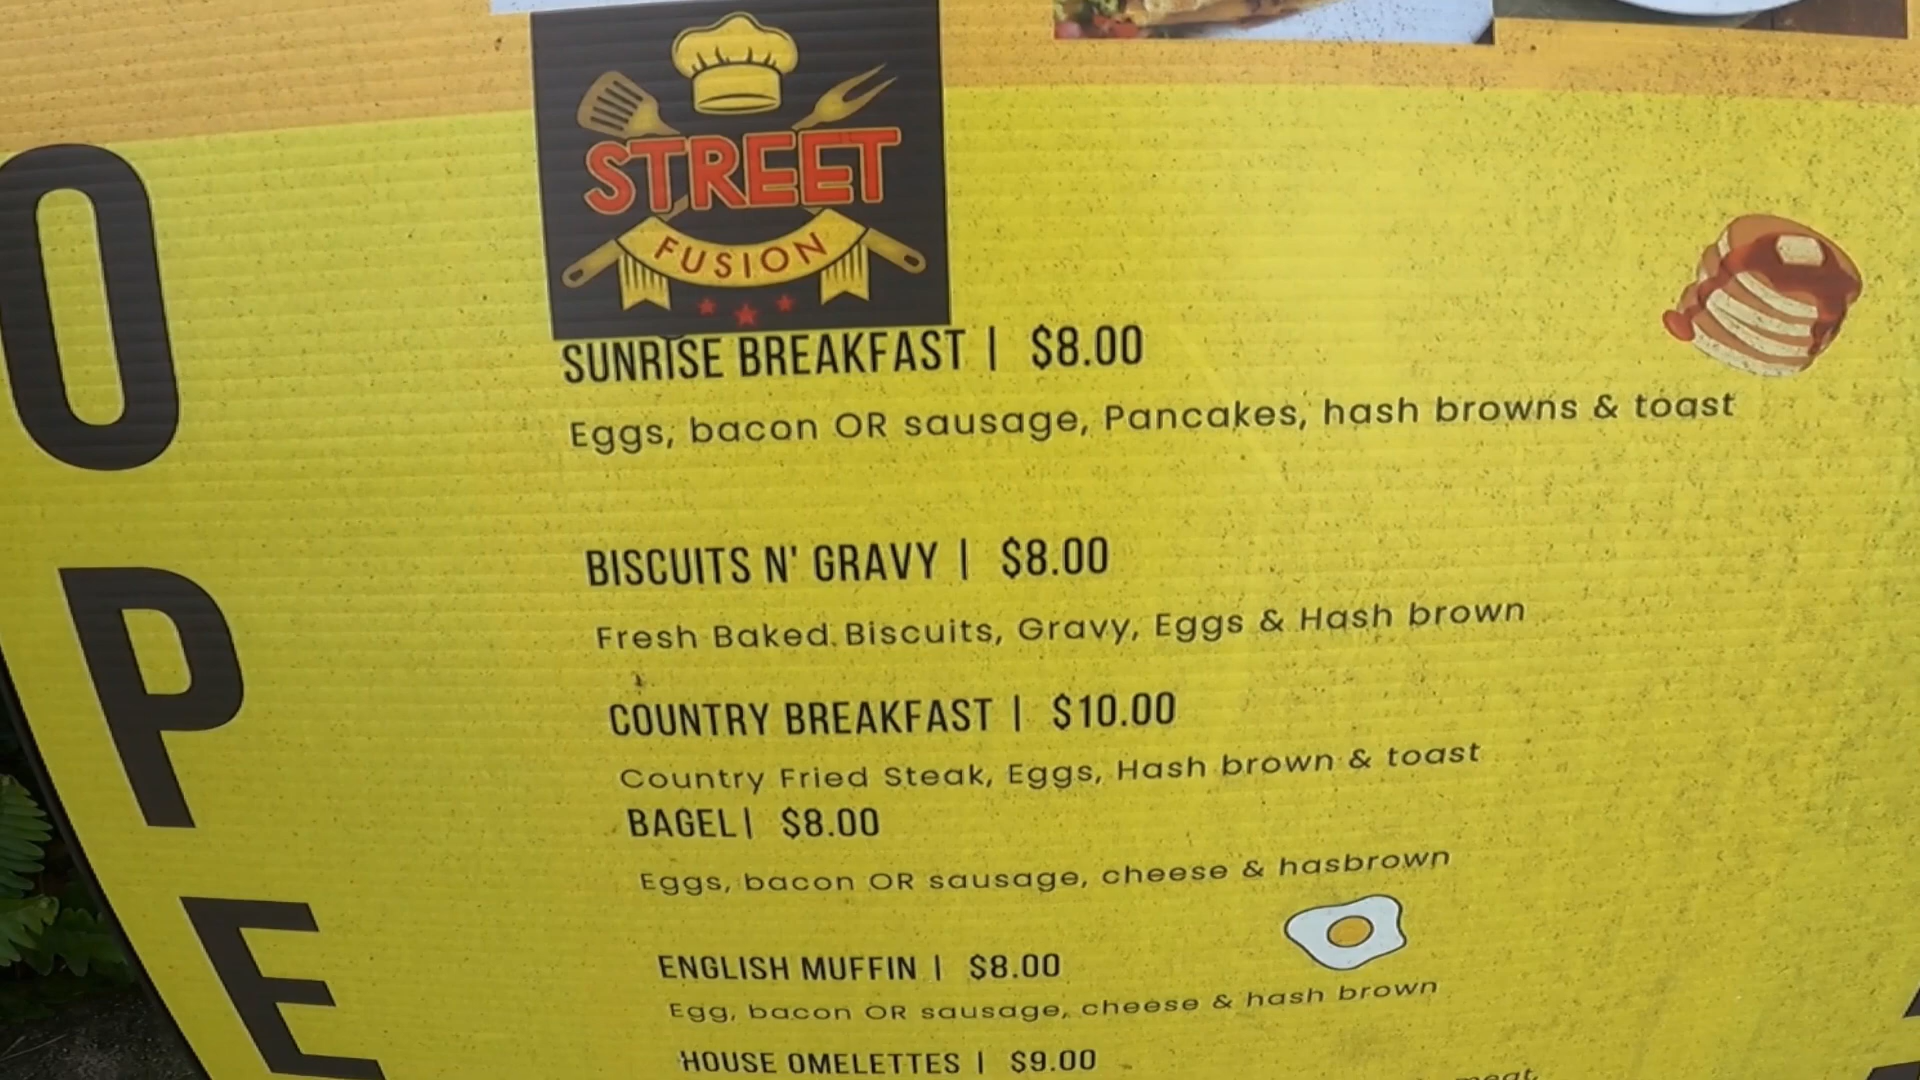 STREET
FUSION
SUNRISE BREAKFAST | $8.00
Eggs, bacon OR sausage, Pancakes, hash browns & toast
BISCUITS N' GRAVY | $8.00
Fresh Baked Biscuits, Gravy, Eggs & Hash brown
COUNTRY BREAKFAST | $10.00
Country Fried Steak, Eggs, Hash brown & toast
BAGEL | $8.00
Eggs, bacon OR sausage, cheese & hasbrown
ENGLISH MUFFIN | $8.00
Egg, bacon OR sausage, cheese & hash brown
HOUSE OMELETTES | $9.00
meat,
O
P
E